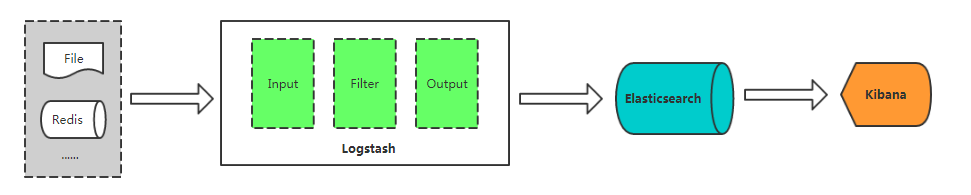 File
Redis
......
Input
Filter
Output
Logstash
Elasticsearch
Kibana